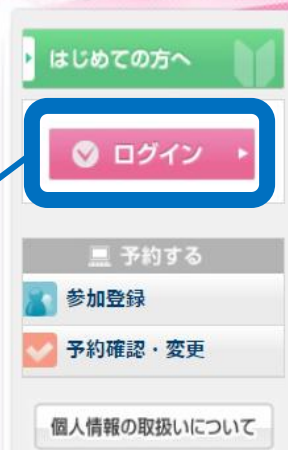 はじめての方へ
ログイン
予約する
参加登録
予約確認・変更
個人情報の取扱いについて